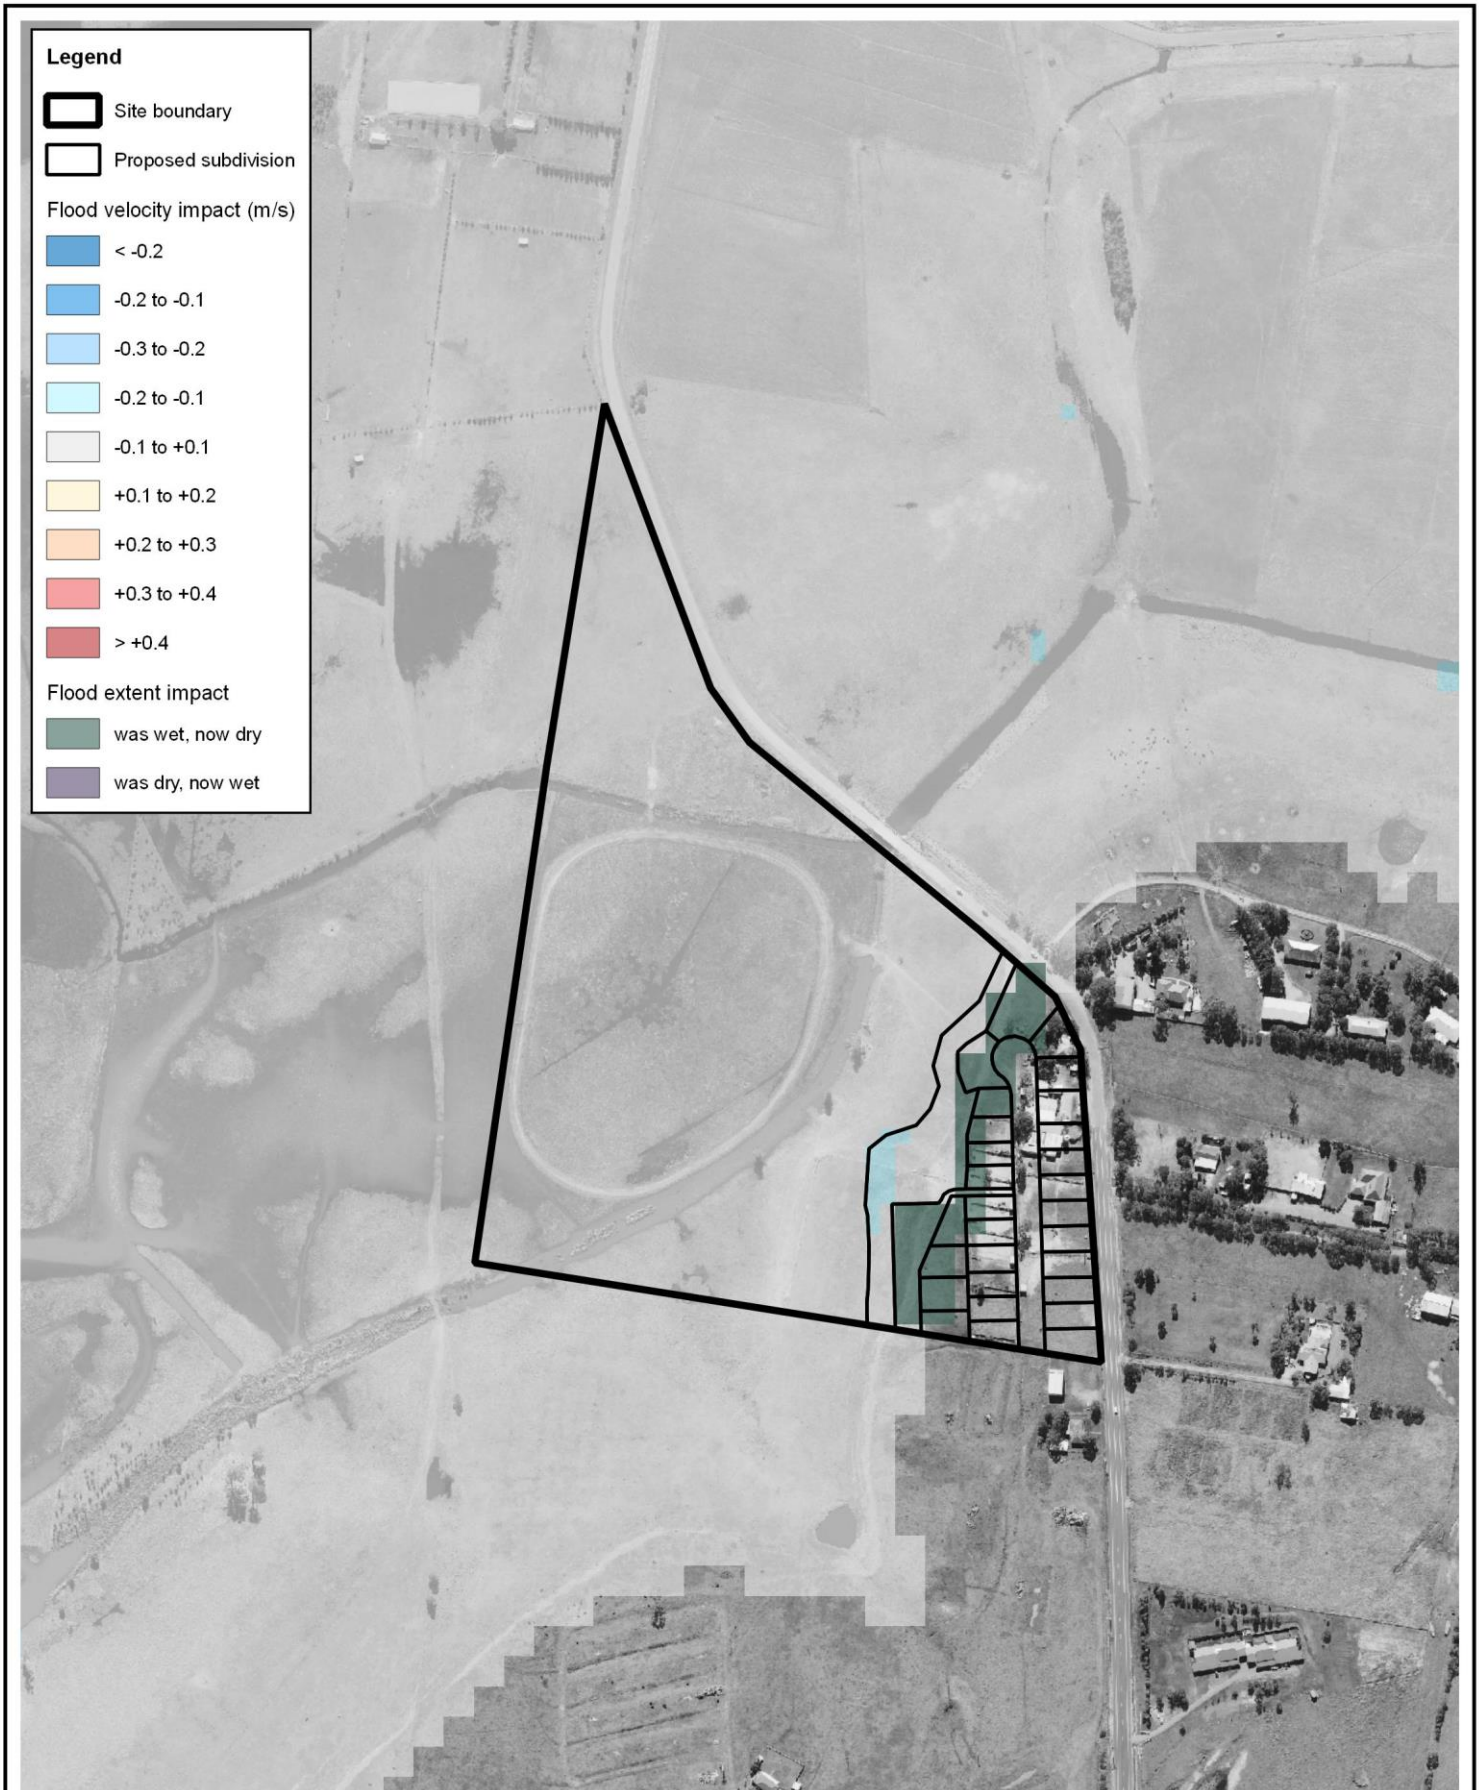 Legend
Site boundary
Proposed subdivision
Flood velocity impact (m/s)
< -0.2
-0.2 to -0.1
-0.3 to -0.2
-0.2 to -0.1
-0.1 to +0.1
+0.1 to +0.2
+0.2 to +0.3
+0.3 to +0.4
> +0.4
Flood extent impact
was wet, now dry
was dry, now wet